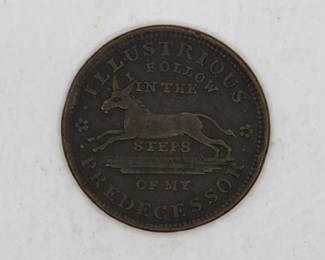 ILLUSTRIOUS
PREDECESSOR
I FOLLOW
IN THE
STEPS
OF MY